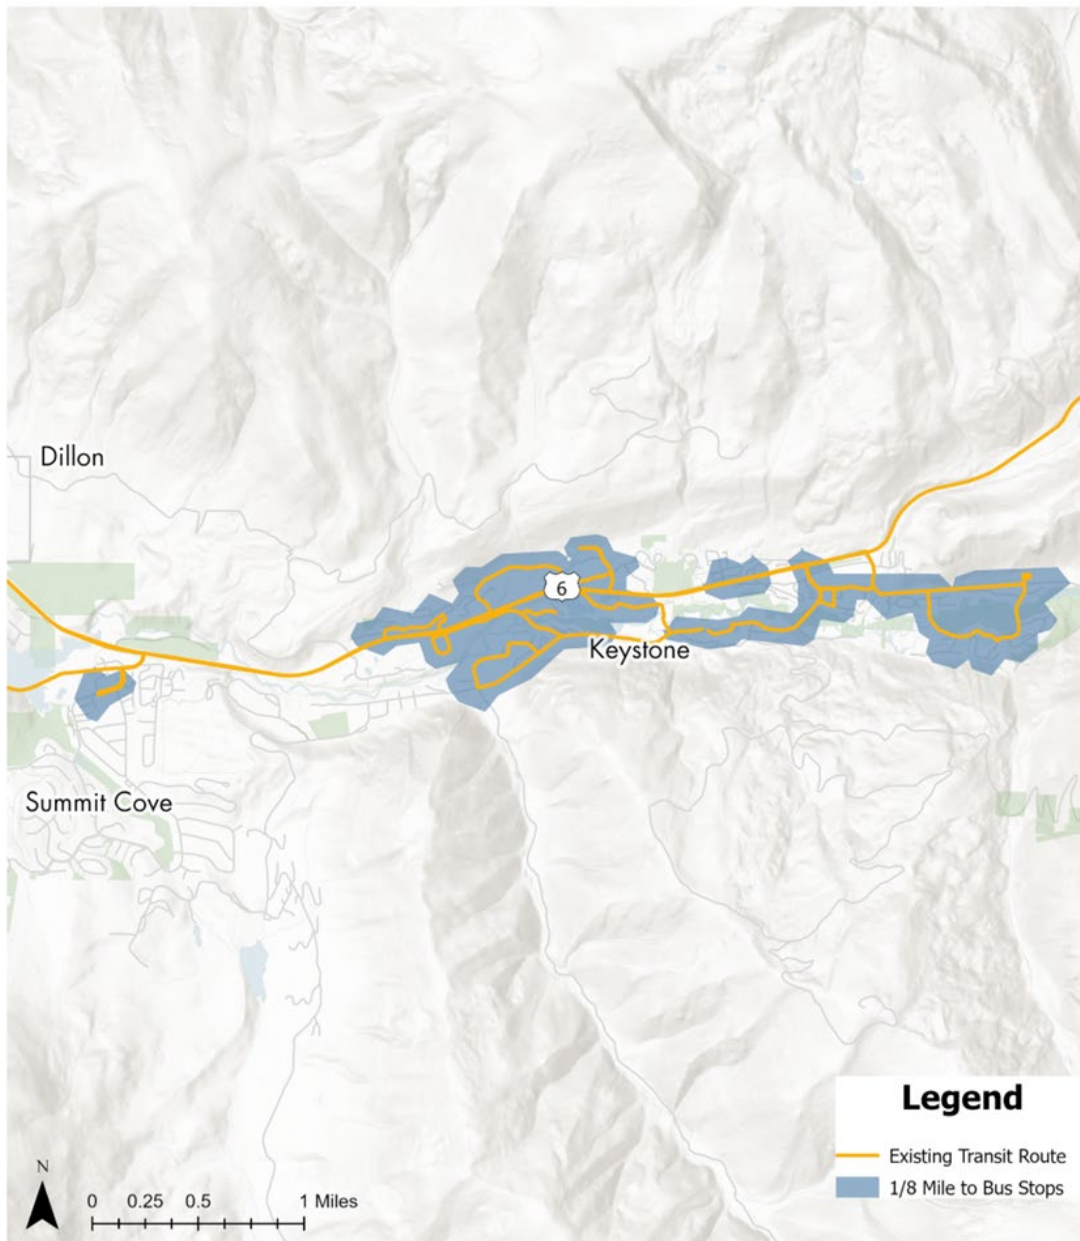 Dillon
6
Keystone
Summit Cove
Legend
Existing Transit Route
1/8 Mile to Bus Stops
N
0 0.25 0.5 1 Miles